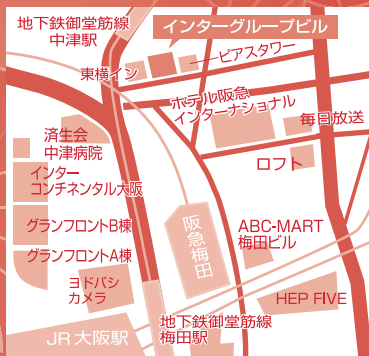 地下鉄御堂筋線
中津駅
インターグループビル
ピアスタワー
東横イン
ホテル阪急
インターナショナル
毎日放送
済生会
中津病院
ロフト
インター
コンチネンタル大阪
グランフロントB棟
阪急梅田
ABC-MART
梅田ビル
グランフロントA棟
ヨドバシ
カメラ
HEP FIVE
地下鉄御堂筋線
梅田駅
JR大阪駅